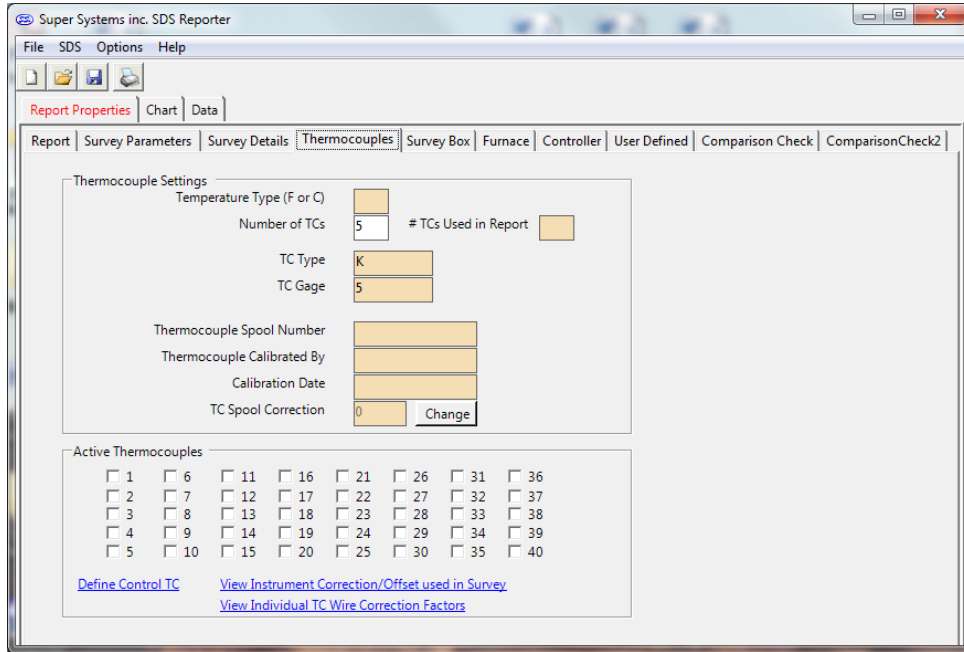 Super Systems inc. SDS Reporter
File SDS Options Help
Report Properties Chart Data
Report Survey Parameters Survey Details Thermocouples Survey Box Furnace Controller User Defined Comparison Check ComparisonCheck2
Thermocouple Settings
Temperature Type (F or C)
Number of TCs 5 # TCs Used in Report
TC Type K
TC Gage 5
Thermocouple Spool Number
Thermocouple Calibrated By
Calibration Date
TC Spool Correction 0 Change
Active Thermocouples
1 6 11 16 21 26 31 36
2 7 12 17 22 27 32 37
3 8 13 18 23 28 33 38
4 9 14 19 24 29 34 39
5 10 15 20 25 30 35 40
Define Control TC View Instrument Correction/Offset used in Survey
View Individual TC Wire Correction Factors